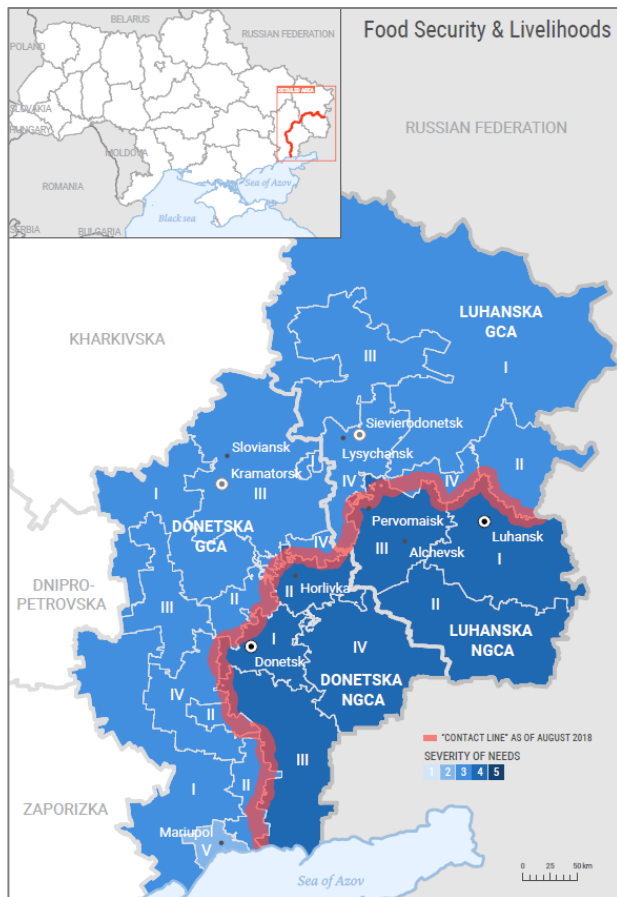 Food Security & Livelihoods
BELARUS
RUSSIAN FEDERATION
POLAND
SLOVAKIA
HUNGARY
MOLDOVA
ROMANIA
Sea of Azov
Black sea
SERBIA
BULGARIA
RUSSIAN FEDERATION
KHARKIVSKA
LUHANSKA
GCA
III
I
Sievierodonetsk
Sloviansk
Lysychansk
II
Kramatorsk
I
I
III
IV
IV
DONETSKA
GCA
Pervomaisk
Luhansk
IV
III
Alchevsk
I
Horlivka
DNIPRO-
PETROVSKA
II
II
II
III
I
IV
LUHANSKA
NGCA
Donetsk
DONETSKA
NGCA
IV
II
"CONTACT LINE" AS OF AUGUST 2018
III
SEVERITY OF NEEDS
1 2 3 4 5
I
II
ZAPORIZKA
Mariupol
V
0 25 50 km
Sea of Azov